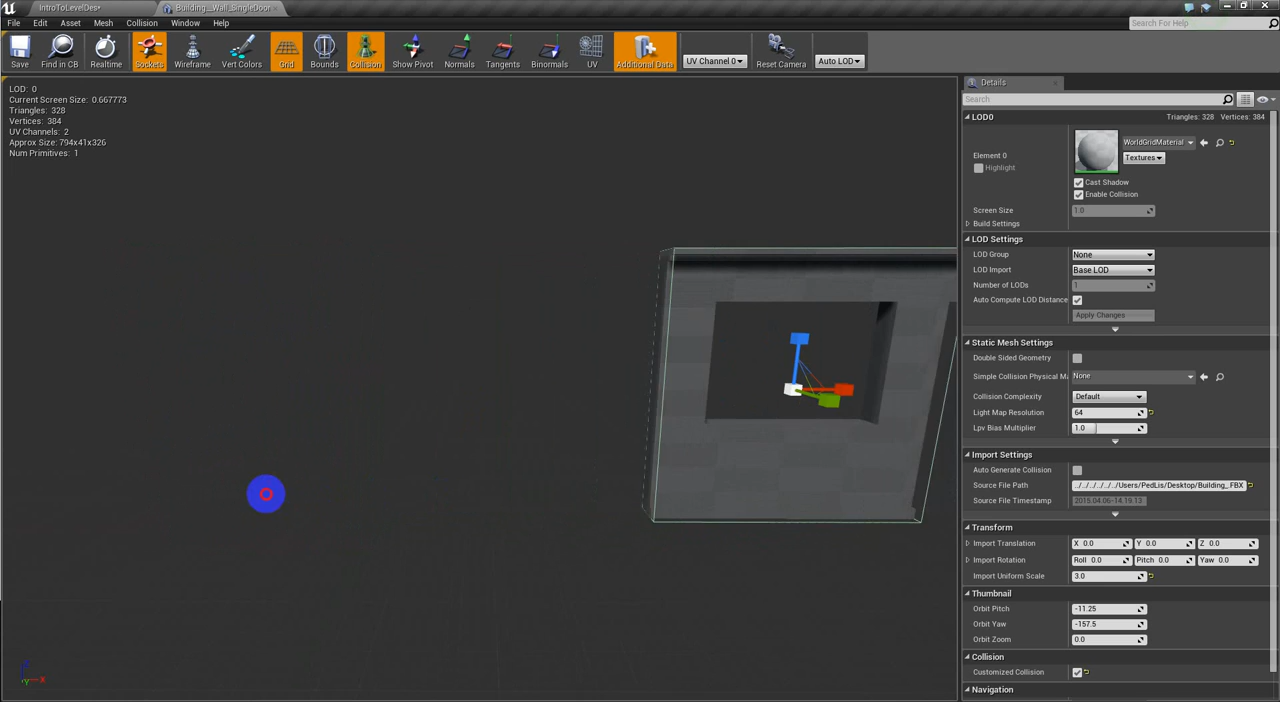 IntroToLevelDes*
Building__Wall_SingleDoor
File Edit Asset Mesh Collision Window Help
Search For Help
Save
Find in CB
Realtime
Sockets
Wireframe
Vert Colors
Grid
Bounds
Collision
Show Pivot
Normals
Tangents
Binormals
UV
Additional Data
UV Channel 0
Reset Camera
Auto LOD
LOD: 0
Current Screen Size: 0.667773
Triangles: 328
Vertices: 384
UV Channels: 2
Approx Size: 794x41x326
Num Primitives: 1
Z
X
Details
Search
LOD0
Triangles: 328 Vertices: 384
Element 0
Highlight
WorldGridMaterial
Textures
Cast Shadow
Enable Collision
Screen Size 1.0
Build Settings
LOD Settings
LOD Group None
LOD Import Base LOD
Number of LODs 1
Auto Compute LOD Distance
Apply Changes
Static Mesh Settings
Double Sided Geometry
Simple Collision Physical M None
Collision Complexity Default
Light Map Resolution 64
Lpv Bias Multiplier 1.0
Import Settings
Auto Generate Collision
Source File Path ../../../../../../Users/PedLis/Desktop/Building_.FBX
Source File Timestamp 2015.04.06-14.19.13
Transform
Import Translation X 0.0 Y 0.0 Z 0.0
Import Rotation Roll 0.0 Pitch 0.0 Yaw 0.0
Import Uniform Scale 3.0
Thumbnail
Orbit Pitch -11.25
Orbit Yaw -157.5
Orbit Zoom 0.0
Collision
Customized Collision
Navigation